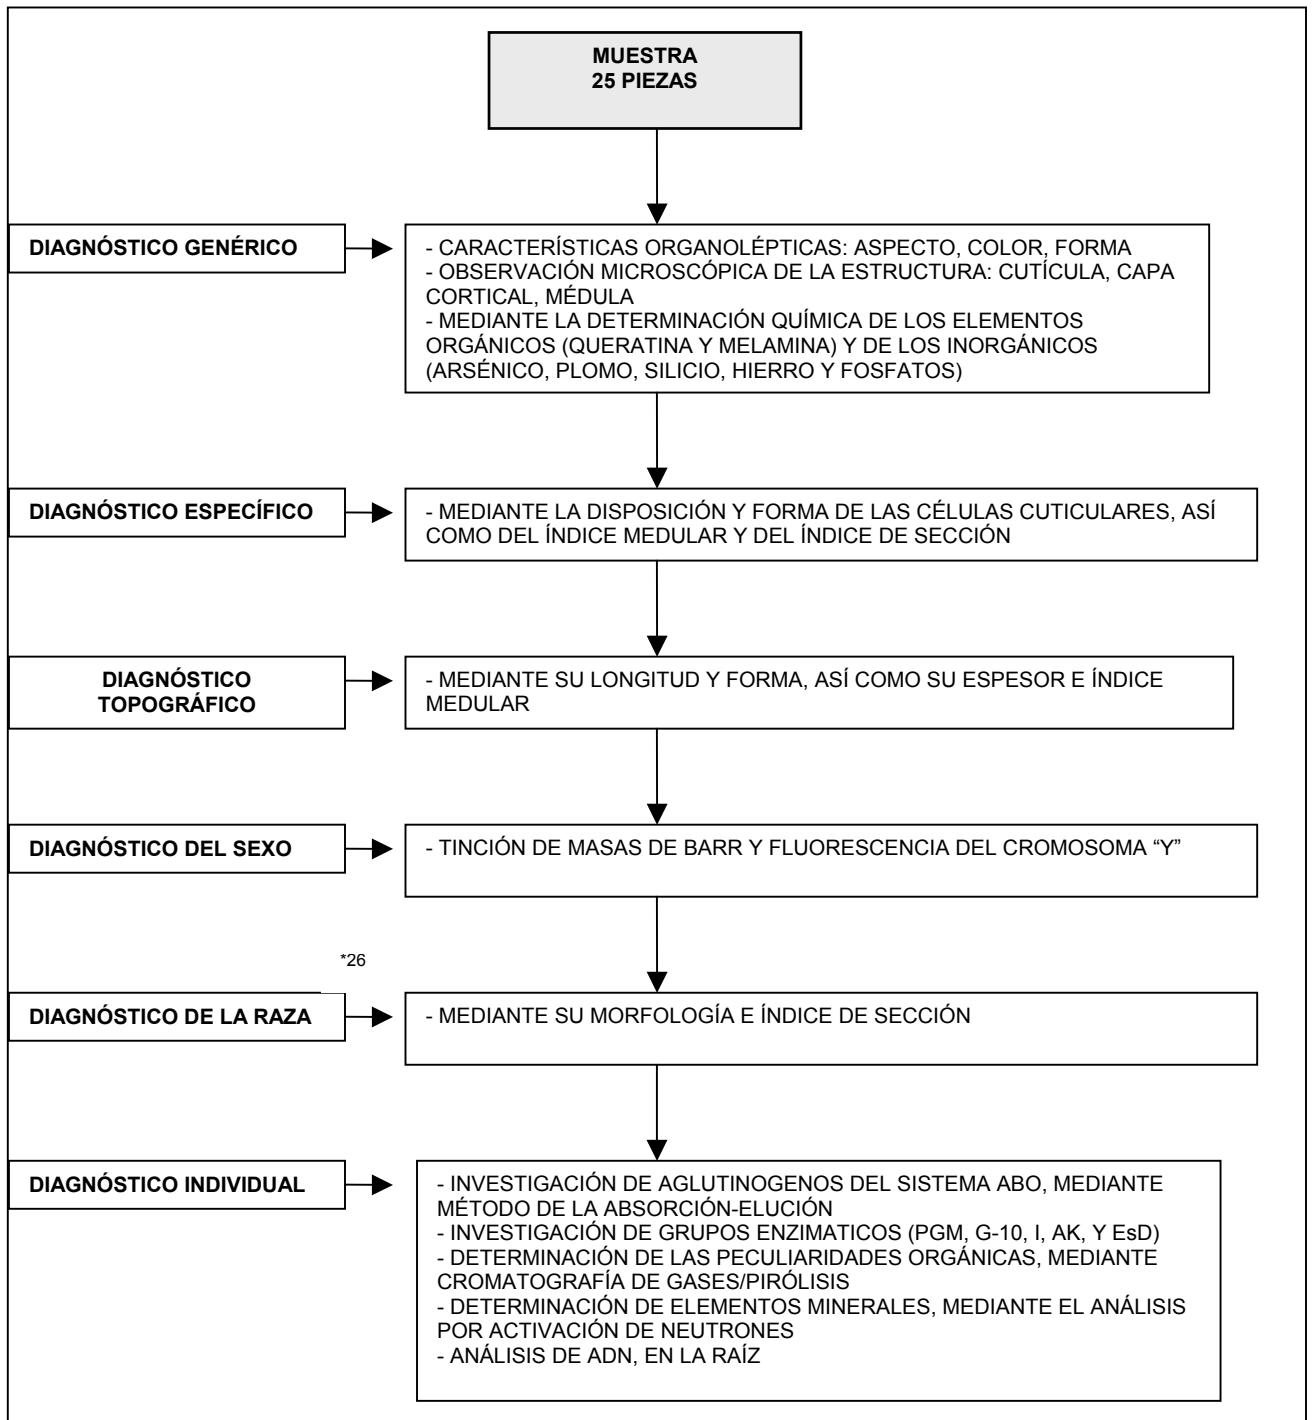 MUESTRA
25 PIEZAS
DIAGNÓSTICO GENÉRICO
- CARACTERÍSTICAS ORGANOLÉPTICAS: ASPECTO, COLOR, FORMA
- OBSERVACIÓN MICROSCÓPICA DE LA ESTRUCTURA: CUTÍCULA, CAPA
CORTICAL, MÉDULA
- MEDIANTE LA DETERMINACIÓN QUÍMICA DE LOS ELEMENTOS
ORGÁNICOS (QUERATINA Y MELAMINA) Y DE LOS INORGÁNICOS
(ARSÉNICO, PLOMO, SILICIO, HIERRO Y FOSFATOS)
DIAGNÓSTICO ESPECÍFICO
- MEDIANTE LA DISPOSICIÓN Y FORMA DE LAS CÉLULAS CUTICULARES, ASÍ
COMO DEL ÍNDICE MEDULAR Y DEL ÍNDICE DE SECCIÓN
DIAGNÓSTICO
TOPOGRÁFICO
- MEDIANTE SU LONGITUD Y FORMA, ASÍ COMO SU ESPESOR E ÍNDICE
MEDULAR
DIAGNÓSTICO DEL SEXO
- TINCIÓN DE MASAS DE BARR Y FLUORESCENCIA DEL CROMOSOMA “Y”
*26
DIAGNÓSTICO DE LA RAZA
- MEDIANTE SU MORFOLOGÍA E ÍNDICE DE SECCIÓN
DIAGNÓSTICO INDIVIDUAL
- INVESTIGACIÓN DE AGLUTINOGENOS DEL SISTEMA ABO, MEDIANTE
MÉTODO DE LA ABSORCIÓN-ELUCIÓN
- INVESTIGACIÓN DE GRUPOS ENZIMATICOS (PGM, G-10, I, AK, Y EsD)
- DETERMINACIÓN DE LAS PECULIARIDADES ORGÁNICAS, MEDIANTE
CROMATOGRAFÍA DE GASES/PIRÓLISIS
- DETERMINACIÓN DE ELEMENTOS MINERALES, MEDIANTE EL ANÁLISIS
POR ACTIVACIÓN DE NEUTRONES
- ANÁLISIS DE ADN, EN LA RAÍZ